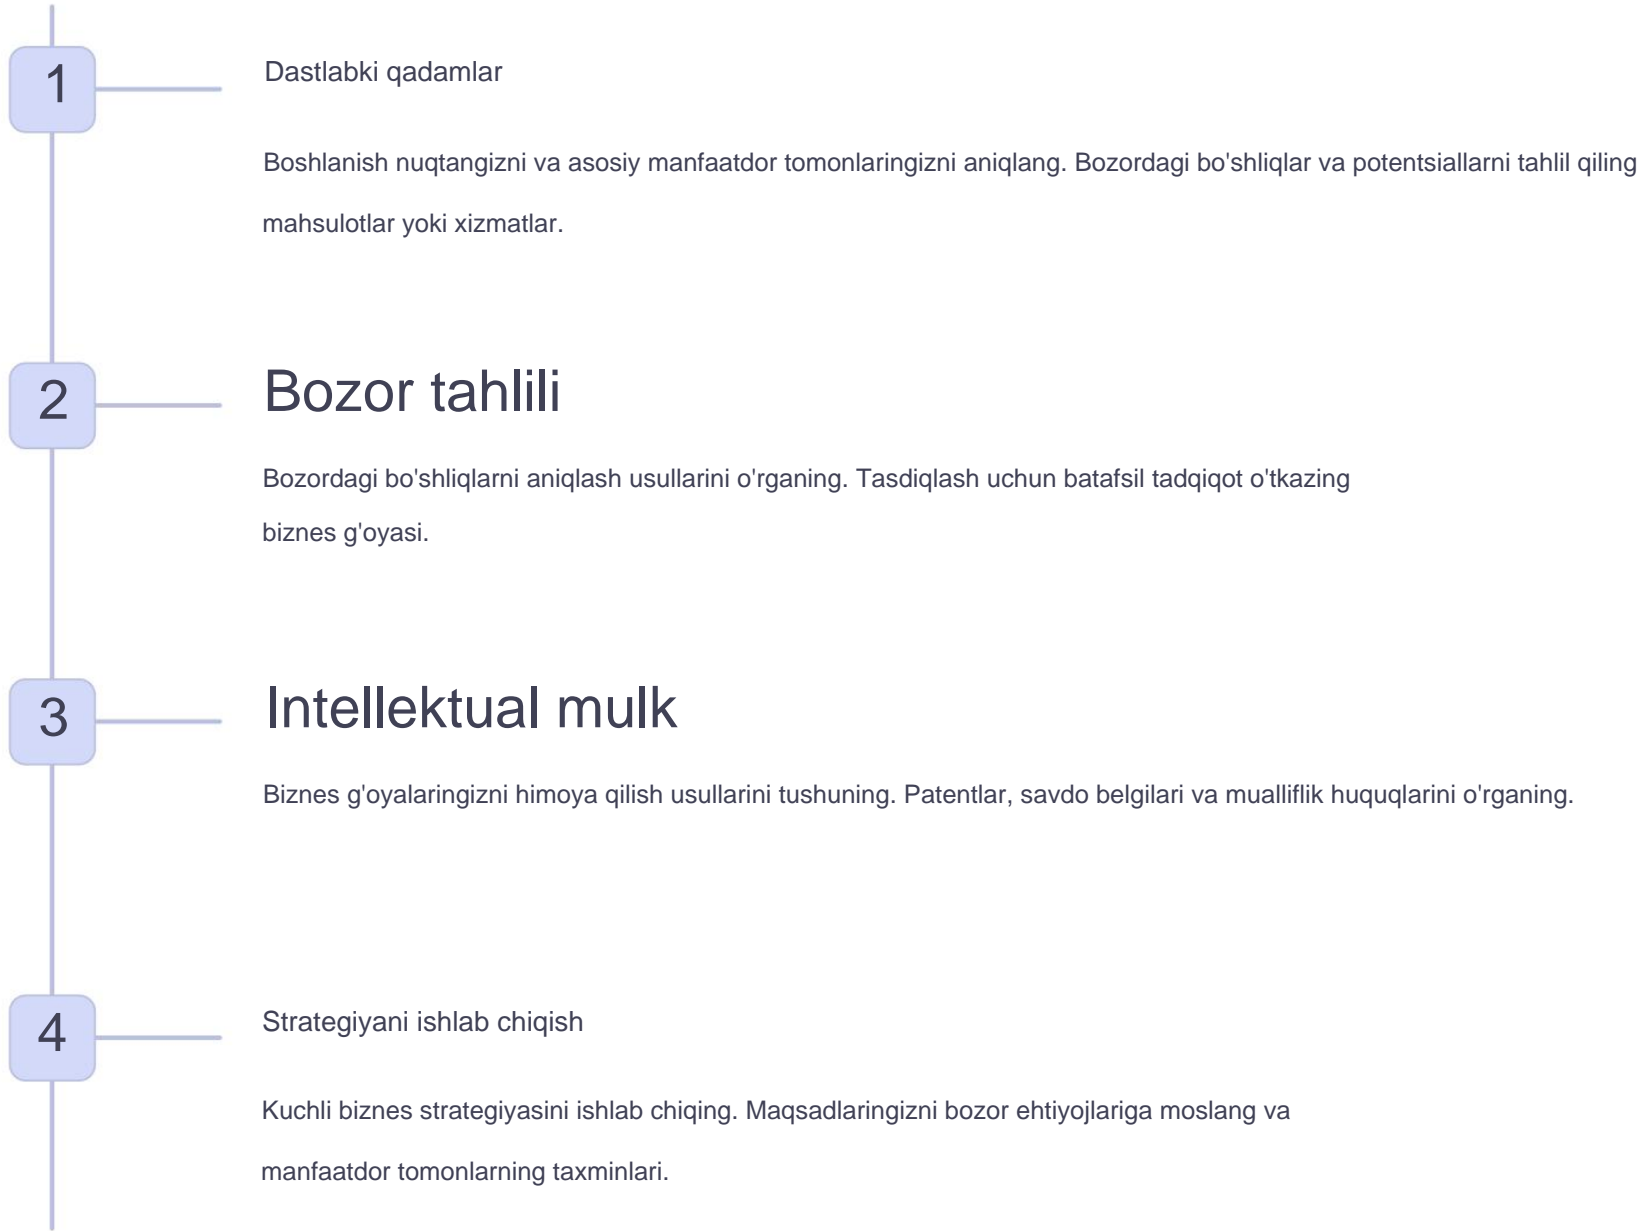 1
Dastlabki qadamlar
Boshlanish nuqtangizni va asosiy manfaatdor tomonlaringizni aniqlang. Bozordagi bo'shliqlar va potentsiallarni tahlil qiling
mahsulotlar yoki xizmatlar.
2
Bozor tahlili
Bozordagi bo'shliqlarni aniqlash usullarini o'rganing. Tasdiqlash uchun batafsil tadqiqot o'tkazing
biznes g'oyasi.
3
Intellektual mulk
Biznes g'oyalaringizni himoya qilish usullarini tushuning. Patentlar, savdo belgilari va mualliflik huquqlarini o'rganing.
4
Strategiyani ishlab chiqish
Kuchli biznes strategiyasini ishlab chiqing. Maqsadlaringizni bozor ehtiyojlariga moslang va
manfaatdor tomonlarning taxminlari.